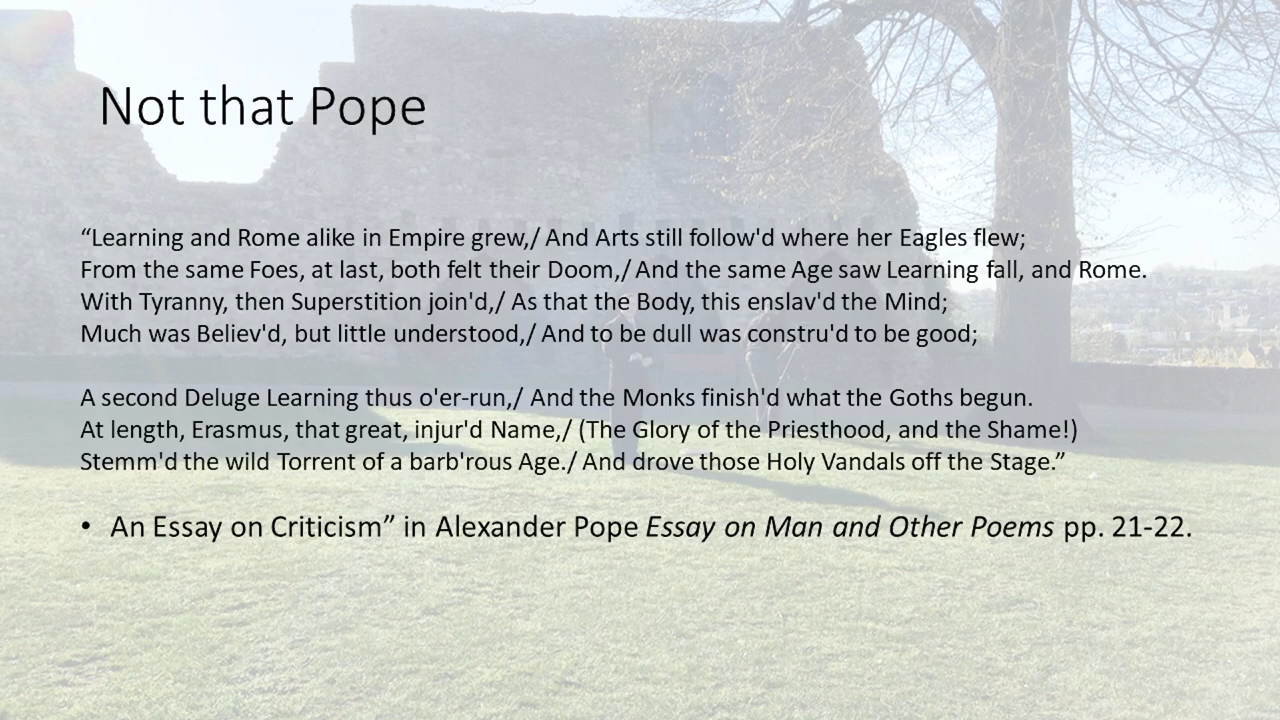 Not that Pope
“Learning and Rome alike in Empire grew,/ And Arts still follow'd where her Eagles flew;
From the same Foes, at last, both felt their Doom,/ And the same Age saw Learning fall, and Rome.
With Tyranny, then Superstition join'd,/ As that the Body, this enslav'd the Mind;
Much was Believ'd, but little understood,/ And to be dull was constru'd to be good;
A second Deluge Learning thus o'er-run,/ And the Monks finish'd what the Goths begun.
At length, Erasmus, that great, injur'd Name,/ (The Glory of the Priesthood, and the Shame!)
Stemm'd the wild Torrent of a barb'rous Age./ And drove those Holy Vandals off the Stage.”
• An Essay on Criticism” in Alexander Pope Essay on Man and Other Poems pp. 21-22.